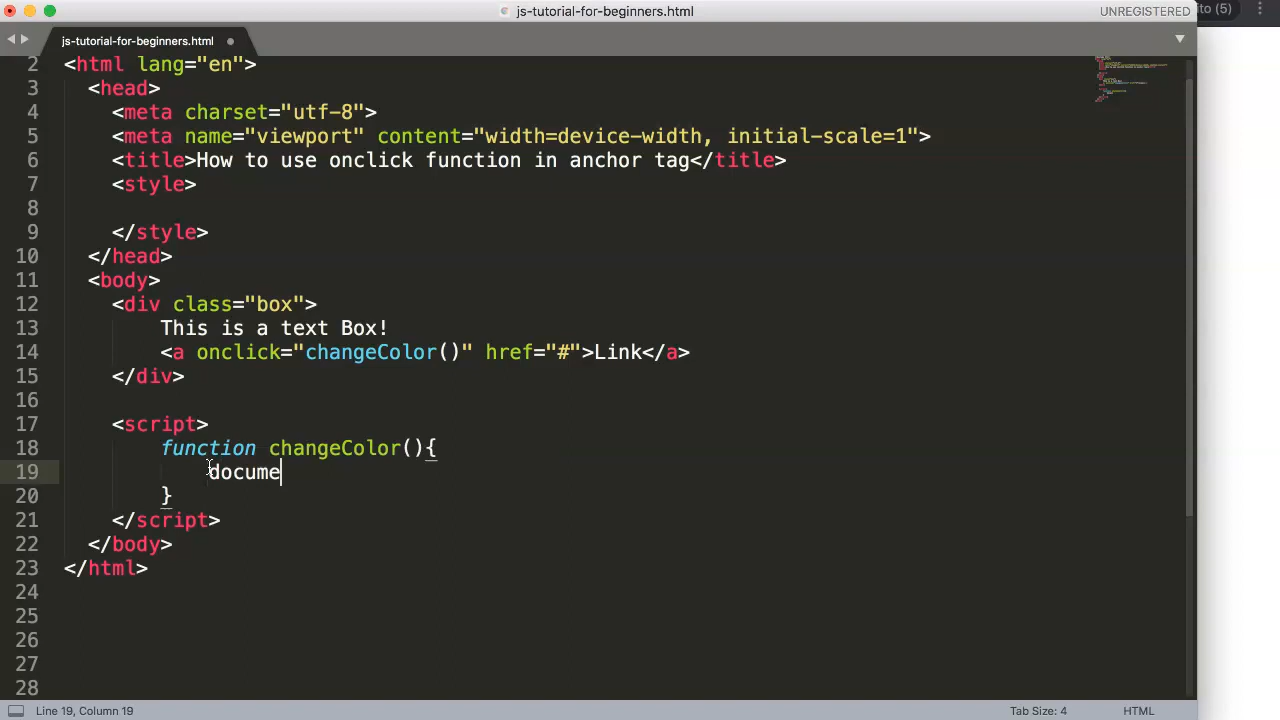 js-tutorial-for-beginners.html
UNREGISTERED
ito (5)
js-tutorial-for-beginners.html
2 <html lang="en">
3 <head>
4 <meta charset="utf-8">
5 <meta name="viewport" content="width=device-width, initial-scale=1">
6 <title>How to use onclick function in anchor tag</title>
7 <style>
8
9 </style>
10 </head>
11 <body>
12 <div class="box">
13 This is a text Box!
14 <a onclick="changeColor()" href="#">Link</a>
15 </div>
16
17 <script>
18 function changeColor(){
19 docume
20 }
21 </script>
22 </body>
23 </html>
24
25
26
27
28
Line 19, Column 19
Tab Size: 4
HTML